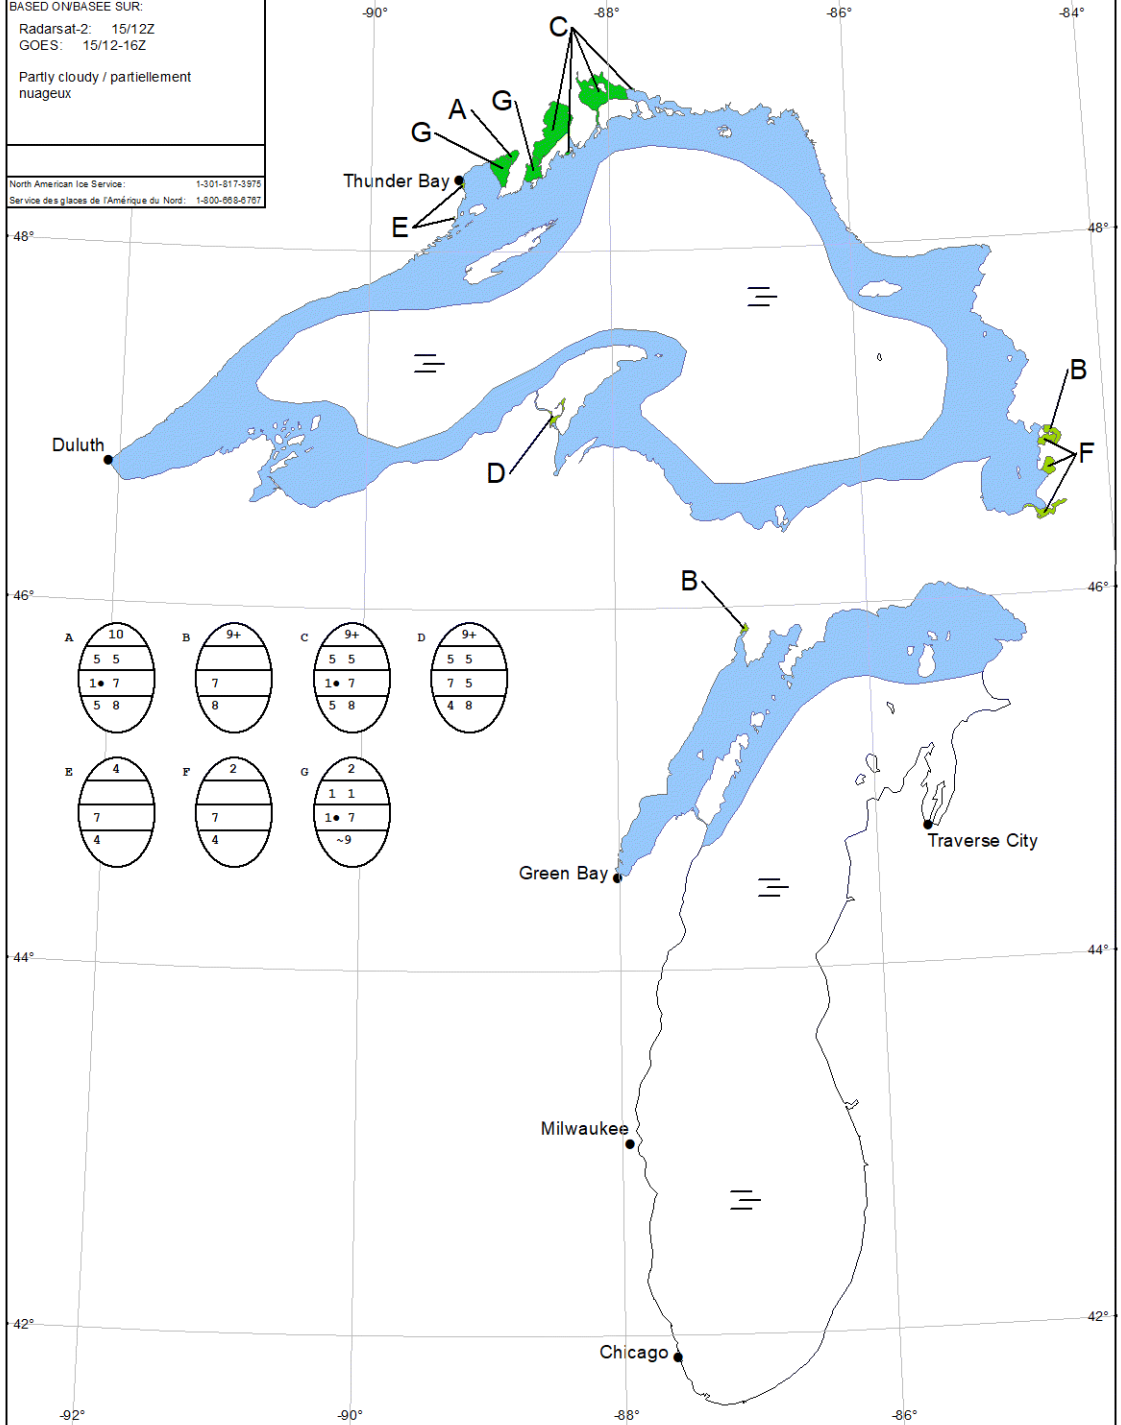 BASED ON/BASEE SUR:
Radarsat-2: 15/12Z
GOES: 15/12-16Z
Partly cloudy / partiellement
nuageux
North American Ice Service: 1-301-817-3975
Service des glaces de l'Amérique du Nord: 1-800-668-6767
-90° -88° -86° -84°
C
G
A
G
Thunder Bay
E
48° 48°
B
Duluth
F
D
46° 46°
B
A 10
5 5
1• 7
5 8
B 9+
7
8
C 9+
5 5
1• 7
5 8
D 9+
5 5
7 5
4 8
E 4
7
4
F 2
7
4
G 2
1 1
1• 7
~9
Traverse City
Green Bay
44° 44°
Milwaukee
42° 42°
Chicago
-92° -90° -88° -86°